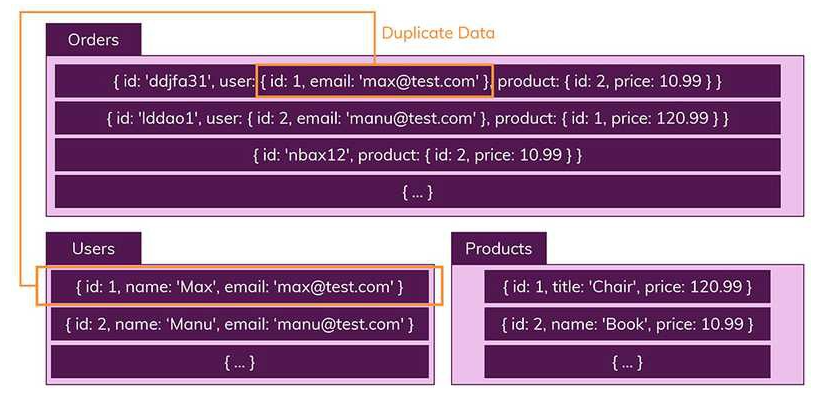 Duplicate Data
Orders
{ id: 'ddjfa31', user: { id: 1, email: 'max@test.com' }, product: { id: 2, price: 10.99 } }
{ id: 'lddao1', user: { id: 2, email: 'manu@test.com' }, product: { id: 1, price: 120.99 } }
{ id: 'nbax12', product: { id: 2, price: 10.99 } }
{ ... }
Users
{ id: 1, name: 'Max', email: 'max@test.com' }
{ id: 2, name: 'Manu', email: 'manu@test.com' }
{ ... }
Products
{ id: 1, title: 'Chair', price: 120.99 }
{ id: 2, name: 'Book', price: 10.99 }
{ ... }